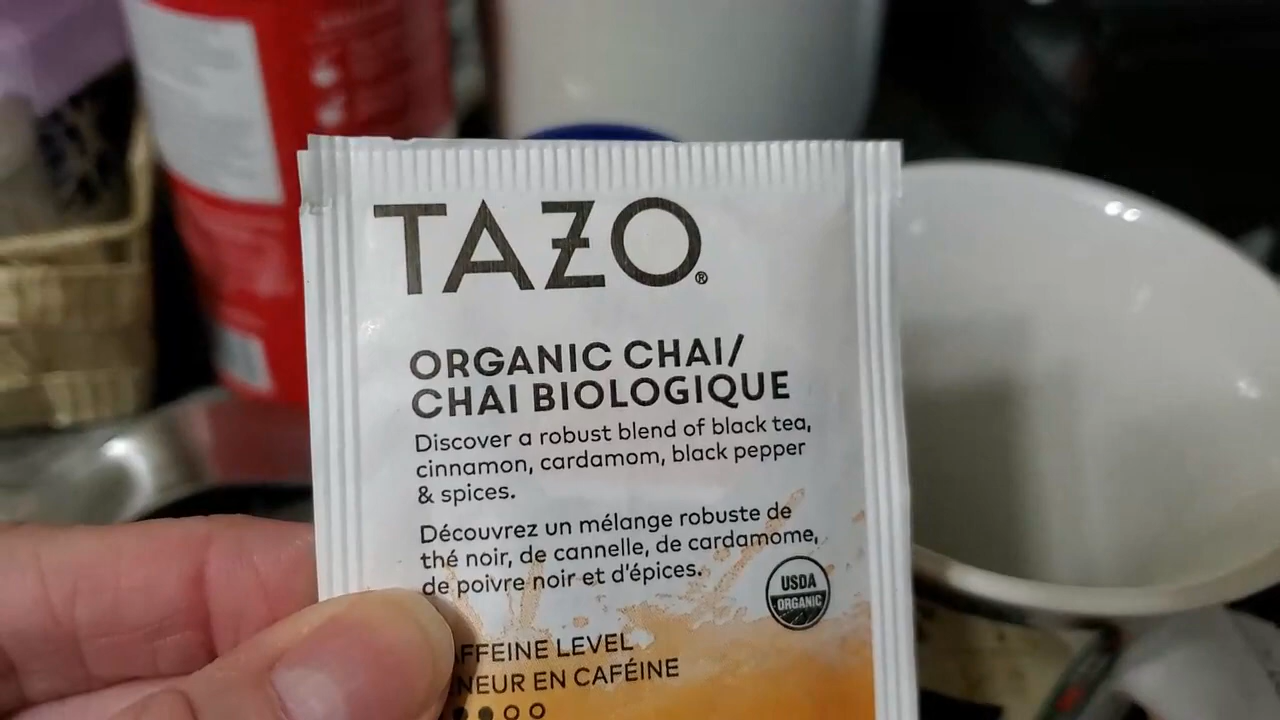 TAZO®
ORGANIC CHAI/
CHAI BIOLOGIQUE
Discover a robust blend of black tea,
cinnamon, cardamom, black pepper
& spices.
Découvrez un mélange robuste de
thé noir, de cannelle, de cardamome,
de poivre noir et d'épices.
USDA
ORGANIC
AFFEINE LEVEL
NEUR EN CAFÉINE